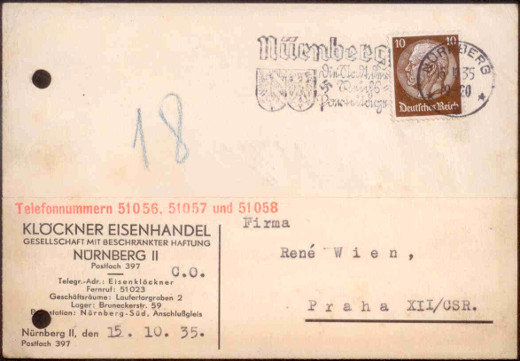 Nürnberg
10 10
Deutsches Reich
NÜRNBERG
18
Telefonnummern 51056, 51057 und 51058
KLÖCKNER EISENHANDEL
GESELLSCHAFT MIT BESCHRÄNKTER HAFTUNG
NÜRNBERG II
Postfach 397
C.O.
Telegr.-Adr.: Eisenklöckner
Fernruf: 51023
Geschäftsräume: Laufertorgraben 2
Lager: Bruneckerstr. 59
station: Nürnberg-Süd, Anschlußgleis
Nürnberg II, den 15. 10. 35.
Postfach 397
Firma
René Wien,
Praha XII/CSR.